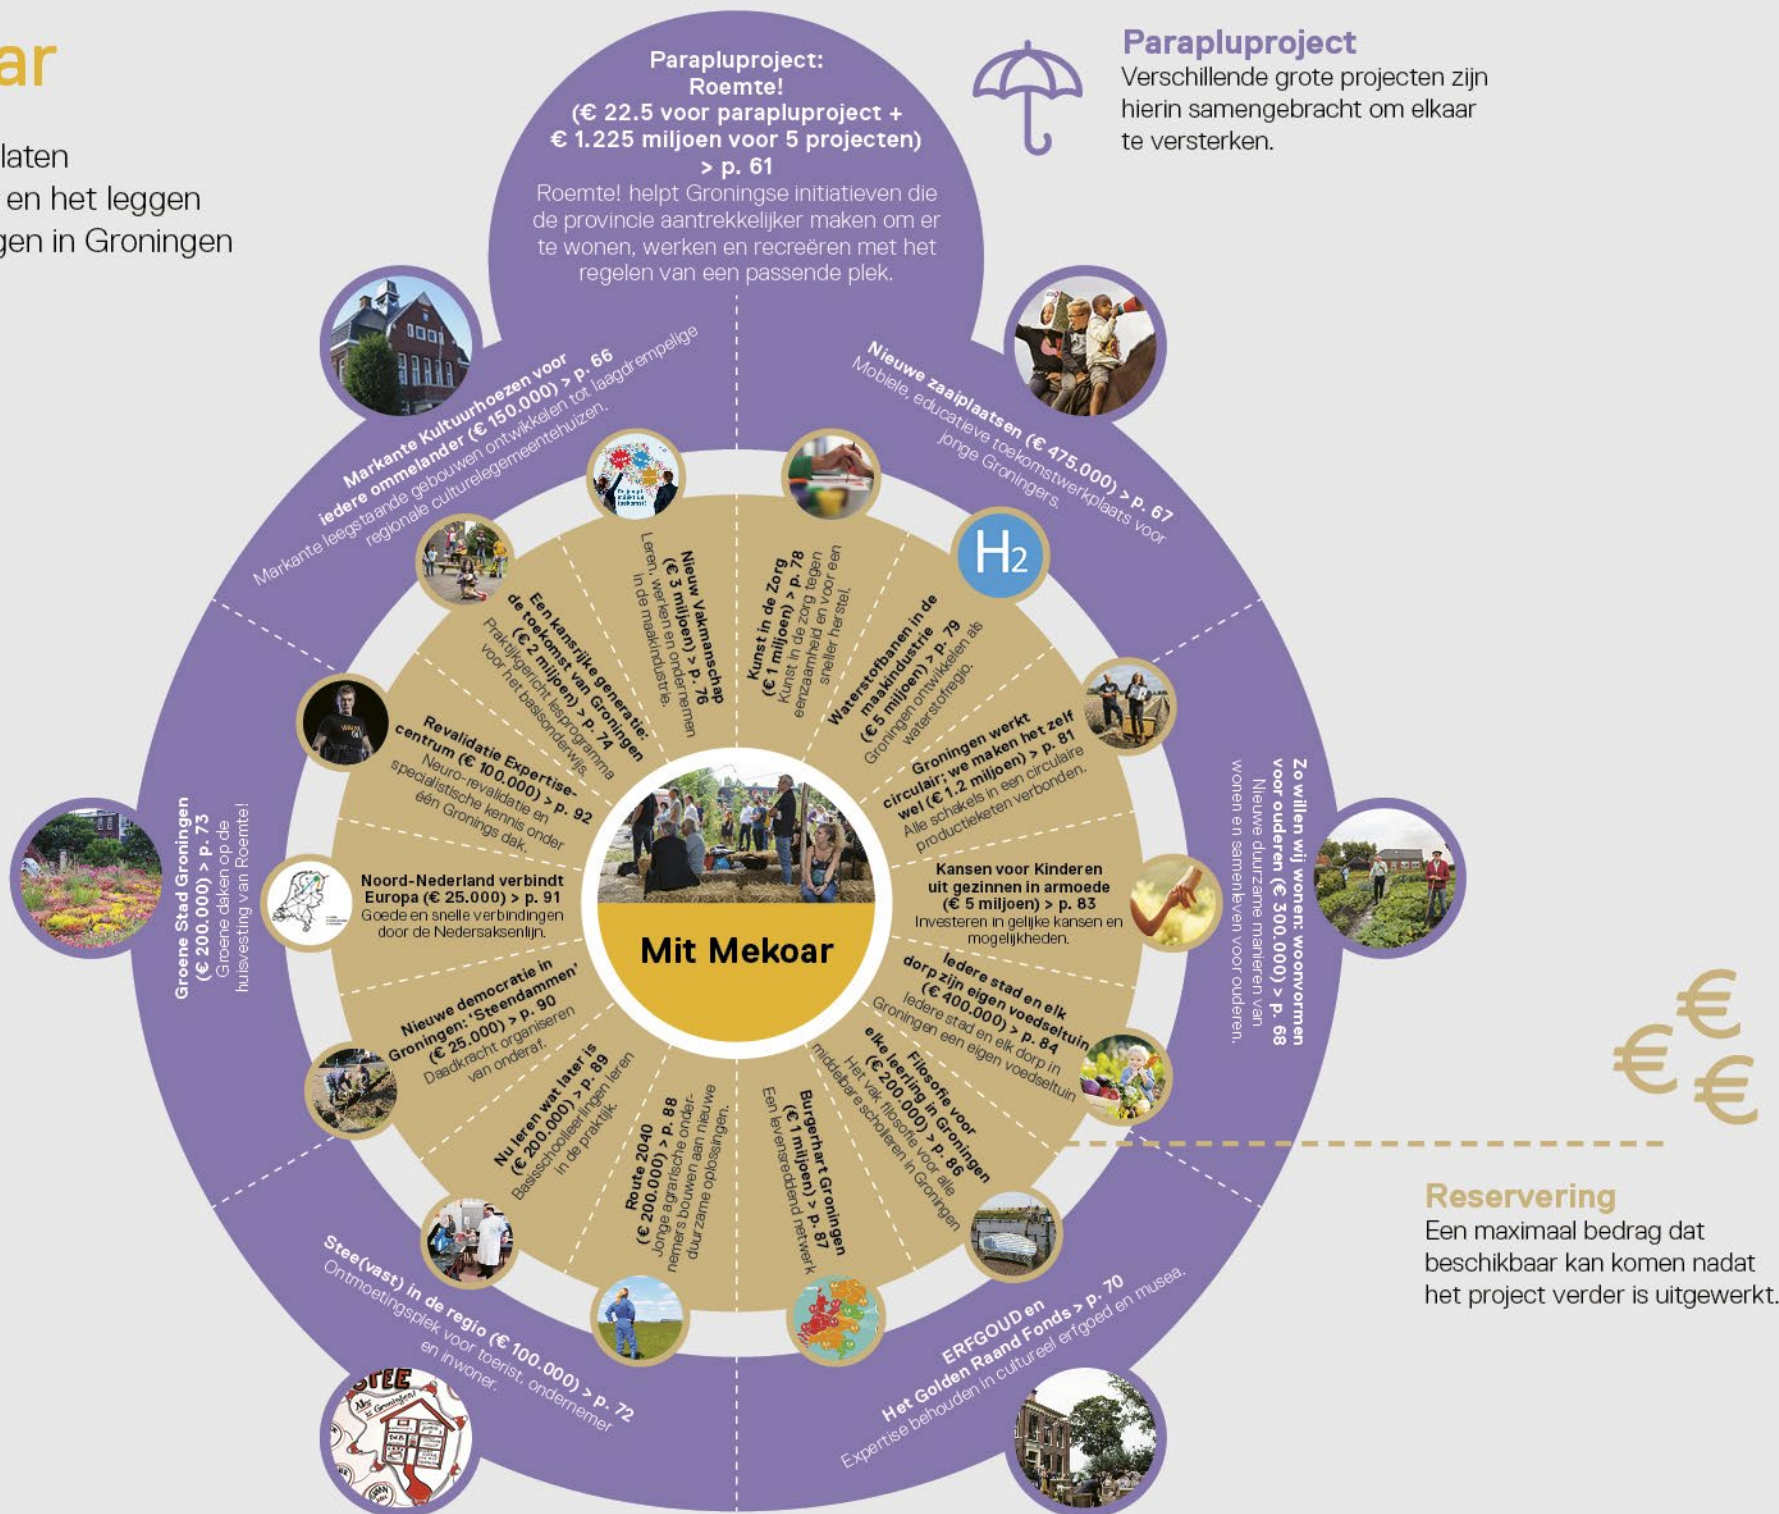 ar
laten
en het leggen
gen in Groningen
Parapluproject:
Roemte!
(€ 22.5 voor parapluproject +
€ 1.225 miljoen voor 5 projecten)
> p. 61
Roemte! helpt Groningse initiatieven die
de provincie aantrekkelijker maken om er
te wonen, werken en recreëren met het
regelen van een passende plek.
Parapluproject
Verschillende grote projecten zijn
hierin samengebracht om elkaar
te versterken.
Markante Kultuurhoezen voor
iedere ommelander (€ 150.000) > p. 66
Markante leegstaande gebouwen ontwikkelen tot laagdrempelige
regionale culturelegemeentehuizen.
Nieuwe zaaiplaatsen (€ 475.000) > p. 67
Mobiele, educatieve toekomstwerkplaats voor
jonge Groningers.
Zo willen wij wonen: woonvormen
voor ouderen (€ 300.000) > p. 68
Nieuwe duurzame manieren van
wonen en samenleven voor ouderen.
ERFGOUD en
Het Golden Raand Fonds > p. 70
Expertise behouden in cultureel erfgoed en musea.
Stee(vast) in de regio (€ 100.000) > p. 72
Ontmoetingsplek voor toerist, ondernemer
en inwoner.
Groene Stad Groningen
(€ 200.000) > p. 73
Groene daken op de
huisvesting van Roemte!
Een kansrijke generatie:
de toekomst van Groningen
(€ 2 miljoen) > p. 74
Praktijkgericht lesprogramma
voor het basisonderwijs.
Nieuw Vakmanschap
(€ 3 miljoen) > p. 76
Leren, werken en ondernemen
in de maakindustrie.
Kunst in de Zorg
(€ 1 miljoen) > p. 78
Kunst in de zorg tegen
eenzaamheid en voor een
sneller herstel.
H2
Waterstofbanen in de
maakindustrie
(€ 5 miljoen) > p. 79
Groningen ontwikkelen als
waterstofregio.
Groningen werkt
circulair; we maken het zelf
wel (€ 1.2 miljoen) > p. 81
Alle schakels in een circulaire
productieketen verbonden.
Kansen voor Kinderen
uit gezinnen in armoede
(€ 5 miljoen) > p. 83
Investeren in gelijke kansen en
mogelijkheden.
Iedere stad en elk
dorp zijn eigen voedseltuin
(€ 400.000) > p. 84
Iedere stad en elk dorp in
Groningen een eigen voedseltuin
Filosofie voor
elke leerling in Groningen
(€ 200.000) > p. 86
Het vak filosofie voor alle
middelbare scholieren in Groningen
Burgerhart Groningen
(€ 1 miljoen) > p. 87
Een levensreddend netwerk
Route 2040
(€ 200.000) > p. 88
Jonge agrarische onder-
nemers bouwen aan nieuwe
duurzame oplossingen.
Nu leren wat later is
(€ 200.000) > p. 89
Basisschoolleerlingen leren
in de praktijk.
Nieuwe democratie in
Groningen: ‘Steendammen’
(€ 25.000) > p. 90
Daadkracht organiseren
van onderaf.
Noord-Nederland verbindt
Europa (€ 25.000) > p. 91
Goede en snelle verbindingen
door de Nedersaksenlijn.
Revalidatie Expertise-
centrum (€ 100.000) > p. 92
Neuro-revalidatie en
specialistische kennis onder
één Gronings dak.
Mit Mekoar
STEE
€
€
€
Reservering
Een maximaal bedrag dat
beschikbaar kan komen nadat
het project verder is uitgewerkt.